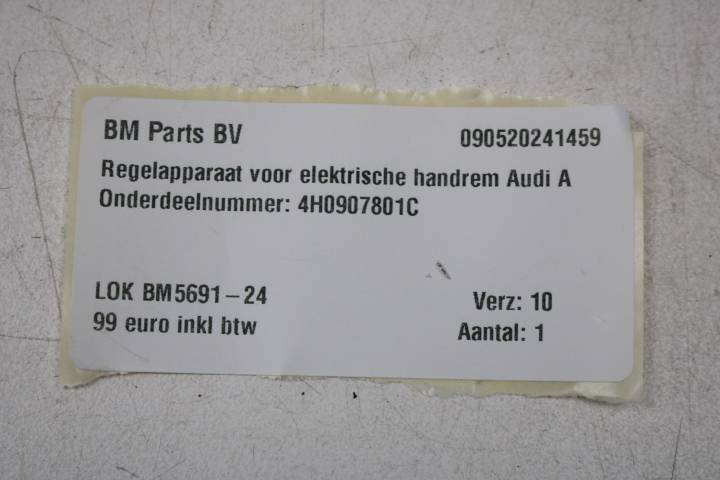 BM Parts BV 090520241459
Regelapparaat voor elektrische handrem Audi A
Onderdeelnummer: 4H0907801C
LOK BM5691-24 Verz: 10
99 euro inkl btw Aantal: 1